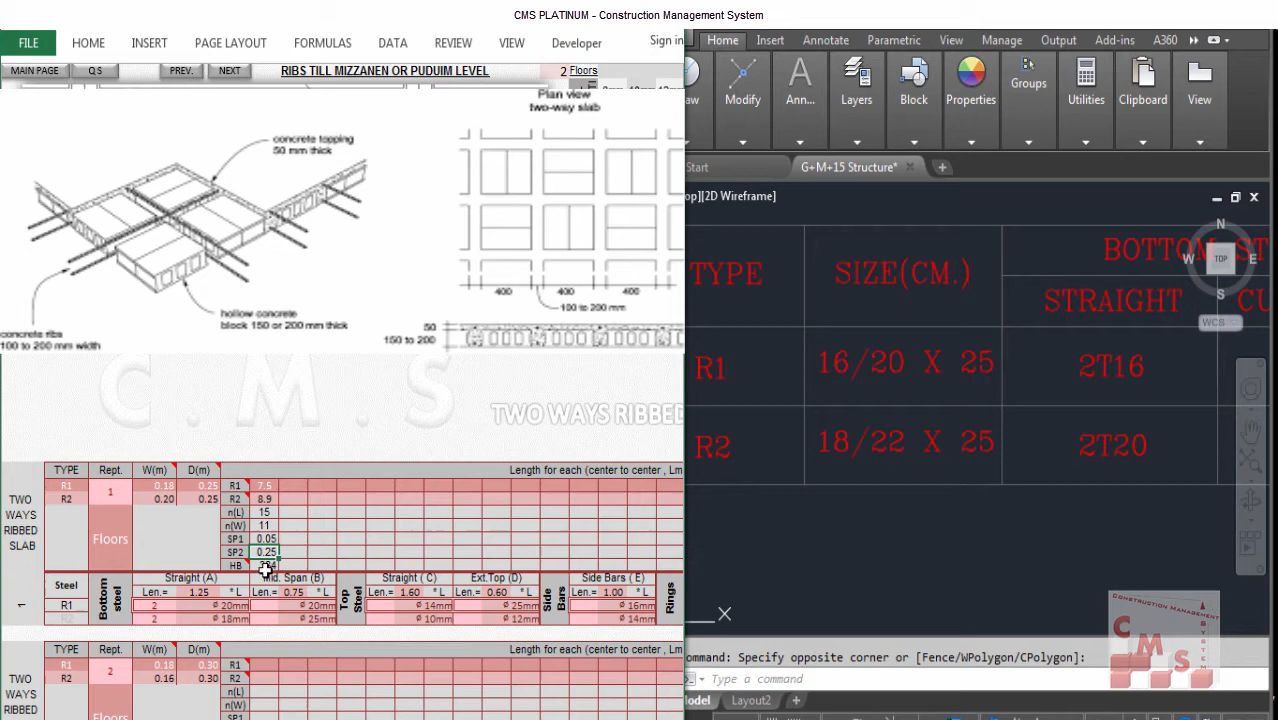 CMS PLATINUM - Construction Management System
FILE HOME INSERT PAGE LAYOUT FORMULAS DATA REVIEW VIEW Developer Sign in
MAIN PAGE Q S PREV. NEXT RIBS TILL MIZZANEN OR PUDUIM LEVEL 2 Floors
Plan view
two-way slab
concrete topping
50 mm thick
400 400 400
100 to 200 mm
hollow concrete
block 150 or 200 mm thick
concrete ribs
100 to 200 mm width
50
150 to 200
C . M . S
TWO WAYS RIBBED
TWO
WAYS
RIBBED
SLAB
TYPE Rept. W(m) D(m) Length for each (center to center , Lm
R1 1 0.18 0.25 R1 7.5
R2 0.20 0.25 R2 8.9
n(L) 15
n(W) 11
Floors SP1 0.05
SP2 0.25
HB
1
Steel Bottom steel Straight (A) Mid. Span (B) Top Steel Straight ( C ) Ext.Top (D) Side Bars Side Bars ( E ) Rings
Len.= 1.25 * L Len.= 0.75 * L Len.= 1.60 * L Len.= 0.60 * L Len.= 1.00 * L
R1 2 Ø 20mm Ø 20mm Ø 14mm Ø 25mm Ø 16mm
R2 2 Ø 18mm Ø 25mm Ø 10mm Ø 12mm Ø 14mm
TWO
WAYS
RIBBED
TYPE Rept. W(m) D(m) Length for each (center to center , Lm
R1 2 0.18 0.30 R1
R2 0.16 0.30 R2
n(L)
n(W)
Floors SP1
Home Insert Annotate Parametric View Manage Output Add-ins A360
Modify Ann... Layers Block Properties Groups Utilities Clipboard View
Start G+M+15 Structure* +
[2D Wireframe]
N
W TOP E
S
WCS
TYPE SIZE(CM.) BOTTOM ST
STRAIGHT CU
R1 16/20 X 25 2T16
R2 18/22 X 25 2T20
X
CONSTRUCTION MANAGEMENT SYSTEM
C M S
Command: Specify opposite corner or [Fence/WPolygon/CPolygon]:
Type a command
Model Layout2 +